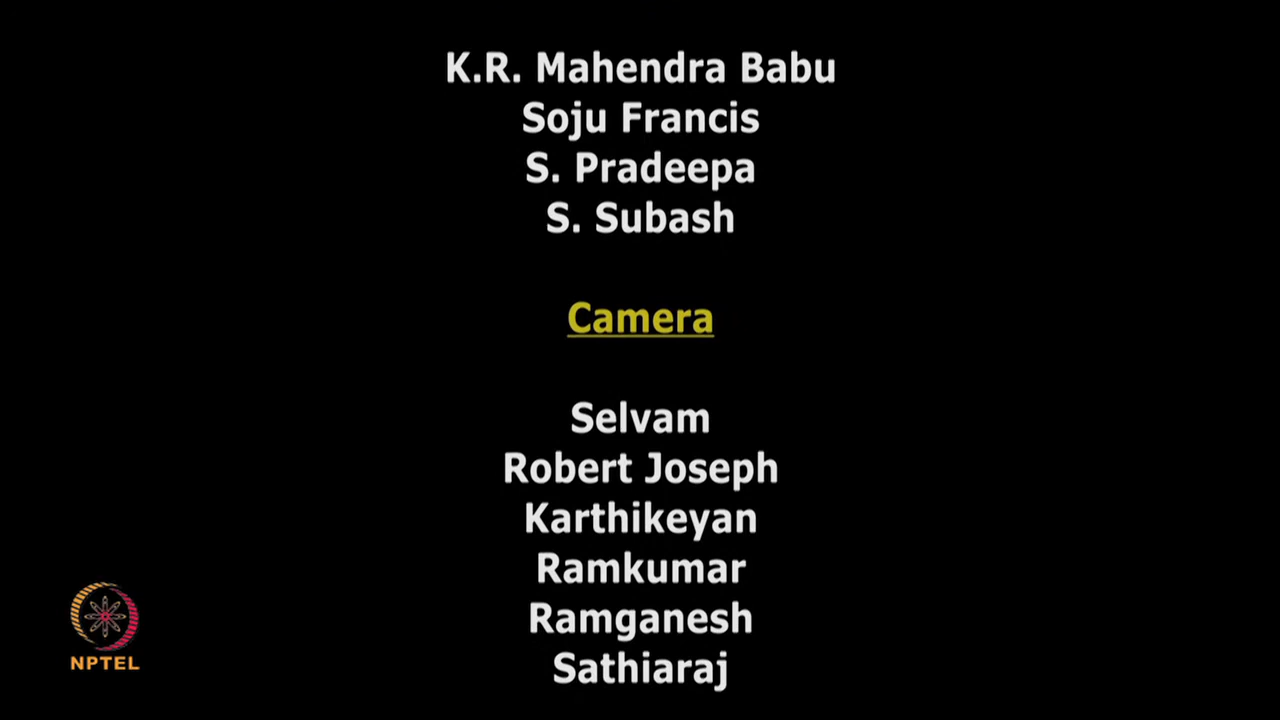 K.R. Mahendra Babu
Soju Francis
S. Pradeepa
S. Subash
Camera
Selvam
Robert Joseph
Karthikeyan
Ramkumar
Ramganesh
Sathiaraj
NPTEL